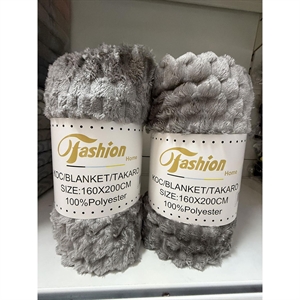 Fashion
Home
KOC/BLANKET/TAKARO
SIZE:160X200CM
100%Polyester
Fashion
Home
KOC/BLANKET/TAKARO
SIZE:160X200CM
100%Polyester